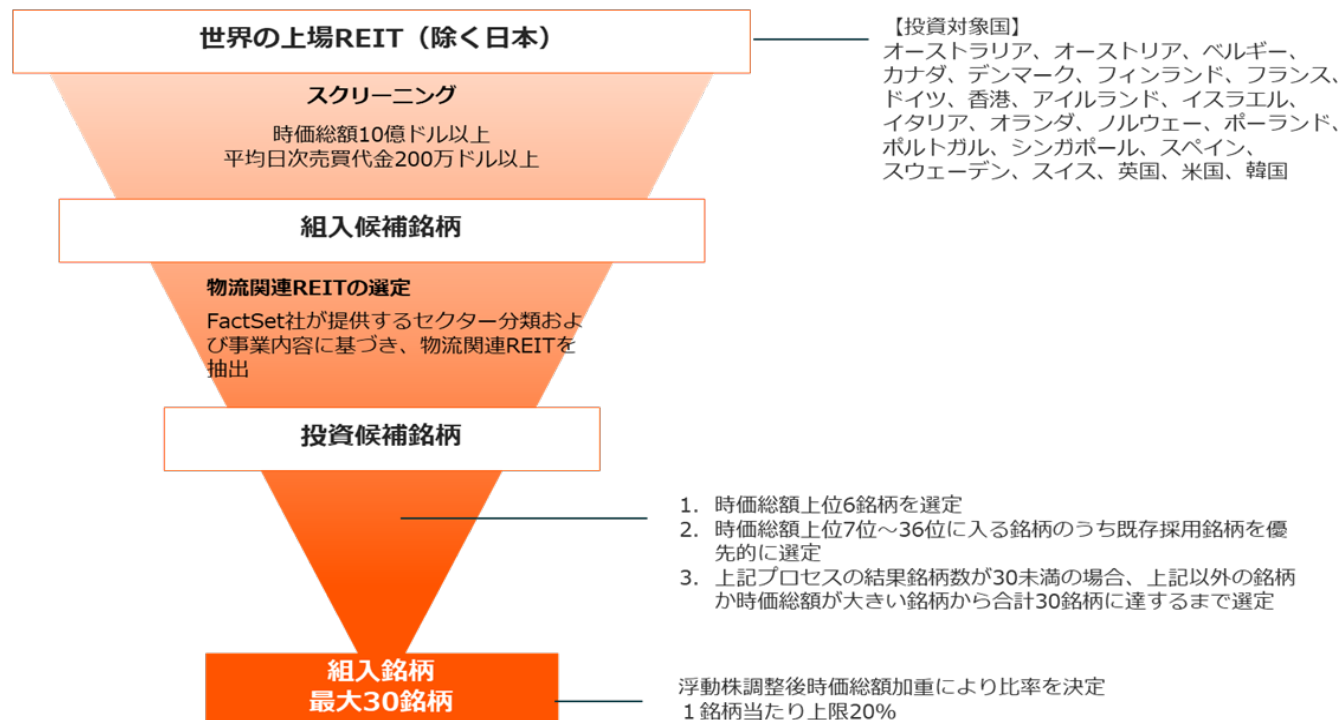 世界の上場REIT（除く日本）
【投資対象国】
オーストラリア、オーストリア、ベルギー、
カナダ、デンマーク、フィンランド、フランス、
ドイツ、香港、アイルランド、イスラエル、
イタリア、オランダ、ノルウェー、ポーランド、
ポルトガル、シンガポール、スペイン、
スウェーデン、スイス、英国、米国、韓国
スクリーニング
時価総額10億ドル以上
平均日次売買代金200万ドル以上
組入候補銘柄
物流関連REITの選定
FactSet社が提供するセクター分類およ
び事業内容に基づき、物流関連REITを
抽出
投資候補銘柄
1. 時価総額上位6銘柄を選定
2. 時価総額上位7位～36位に入る銘柄のうち既存採用銘柄を優
先的に選定
3. 上記プロセスの結果銘柄数が30未満の場合、上記以外の銘柄
か時価総額が大きい銘柄から合計30銘柄に達するまで選定
組入銘柄
最大30銘柄
浮動株調整後時価総額加重により比率を決定
１銘柄当たり上限20%